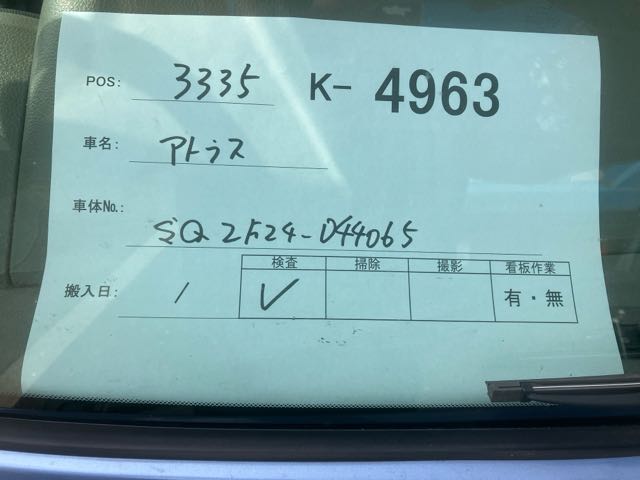 POS: 3335 K- 4963
車名: アトラス
車体No.: SQ2F24-044065
検査 掃除 撮影 看板作業
搬入日: / ✓ 有・無